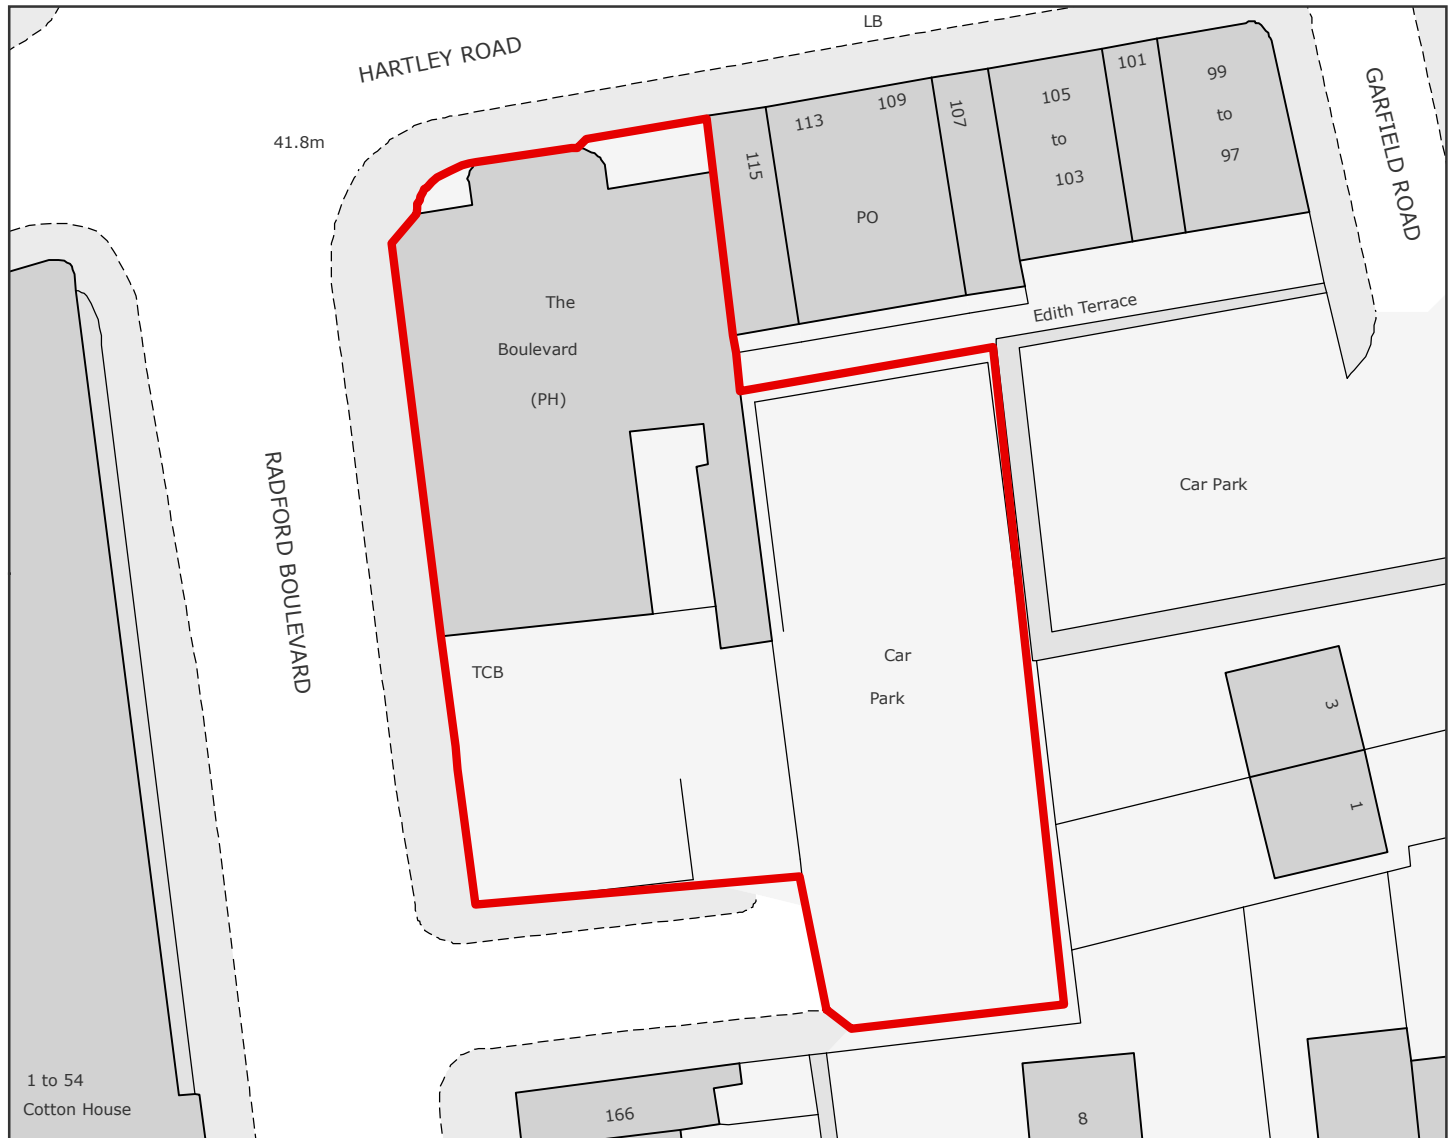 LB
HARTLEY ROAD
41.8m
GARFIELD ROAD
101
99
to
97
105
to
103
107
109
113
115
PO
Edith Terrace
The
Boulevard
(PH)
Car Park
RADFORD BOULEVARD
TCB
Car
Park
3
1
1 to 54
Cotton House
166
8